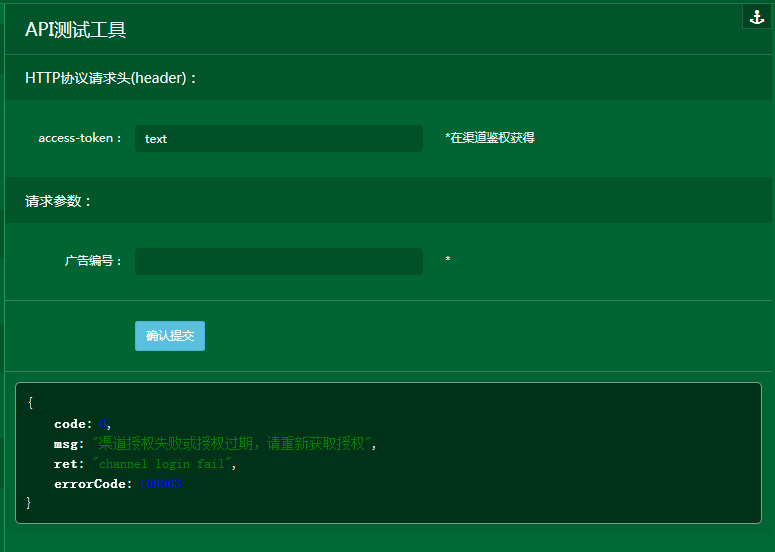 API测试工具
HTTP协议请求头(header)：
access-token： text *在渠道鉴权获得
请求参数：
广告编号： *
确认提交
{
code: 0,
msg: "渠道授权失败或授权过期，请重新获取授权",
ret: "channel login fail",
errorCode:
}